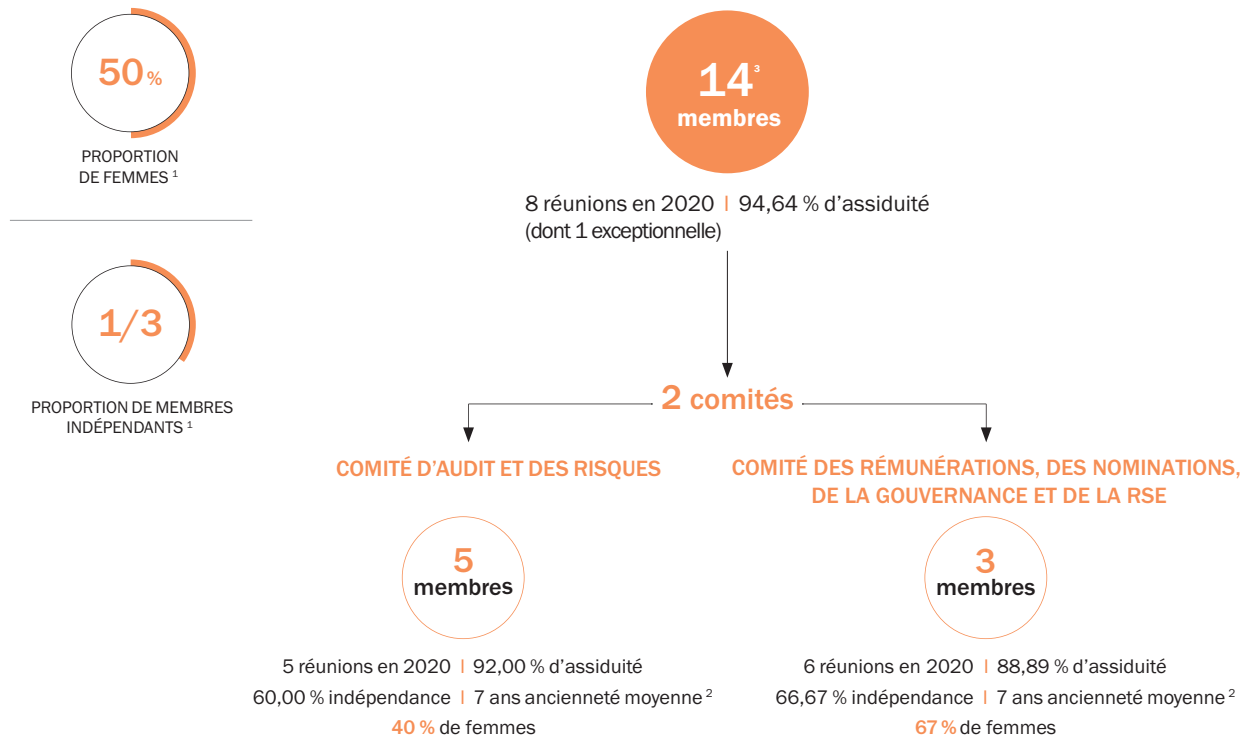 50 %
PROPORTION
DE FEMMES ¹
1/3
PROPORTION DE MEMBRES
INDÉPENDANTS ¹
14³
membres
8 réunions en 2020 | 94,64 % d’assiduité
(dont 1 exceptionnelle)
2 comités
COMITÉ D’AUDIT ET DES RISQUES
5
membres
5 réunions en 2020 | 92,00 % d’assiduité
60,00 % indépendance | 7 ans ancienneté moyenne ²
40 % de femmes
COMITÉ DES RÉMUNÉRATIONS, DES NOMINATIONS,
DE LA GOUVERNANCE ET DE LA RSE
3
membres
6 réunions en 2020 | 88,89 % d’assiduité
66,67 % indépendance | 7 ans ancienneté moyenne ²
67 % de femmes